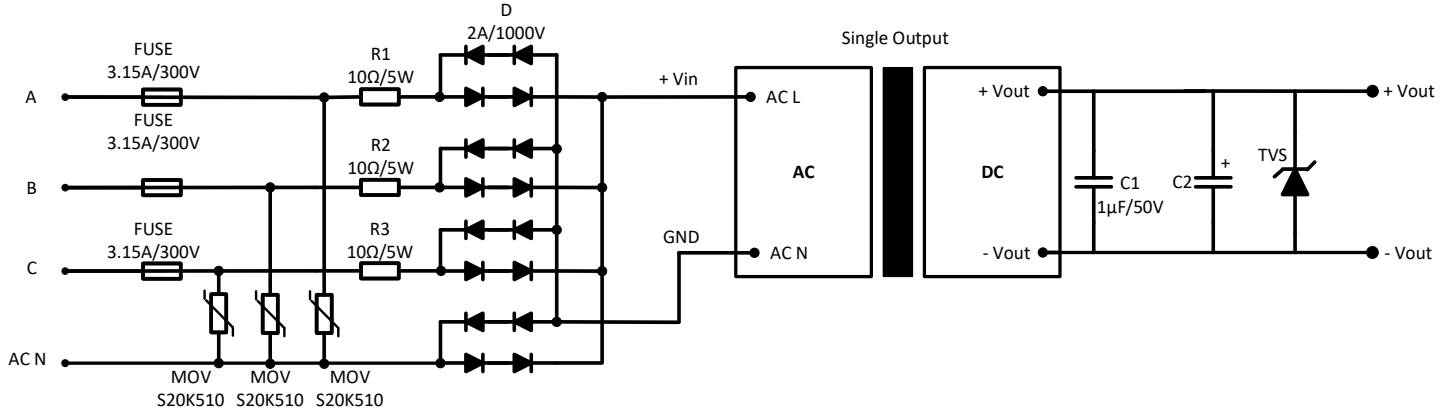 D
2A/1000V
FUSE
3.15A/300V
R1
10Ω/5W
Single Output
A
+ Vin
AC L
+ Vout
+ Vout
FUSE
3.15A/300V
R2
10Ω/5W
B
AC
DC
C1
1µF/50V
C2
+
TVS
FUSE
3.15A/300V
R3
10Ω/5W
C
GND
AC N
- Vout
- Vout
AC N
MOV
S20K510
MOV
S20K510
MOV
S20K510